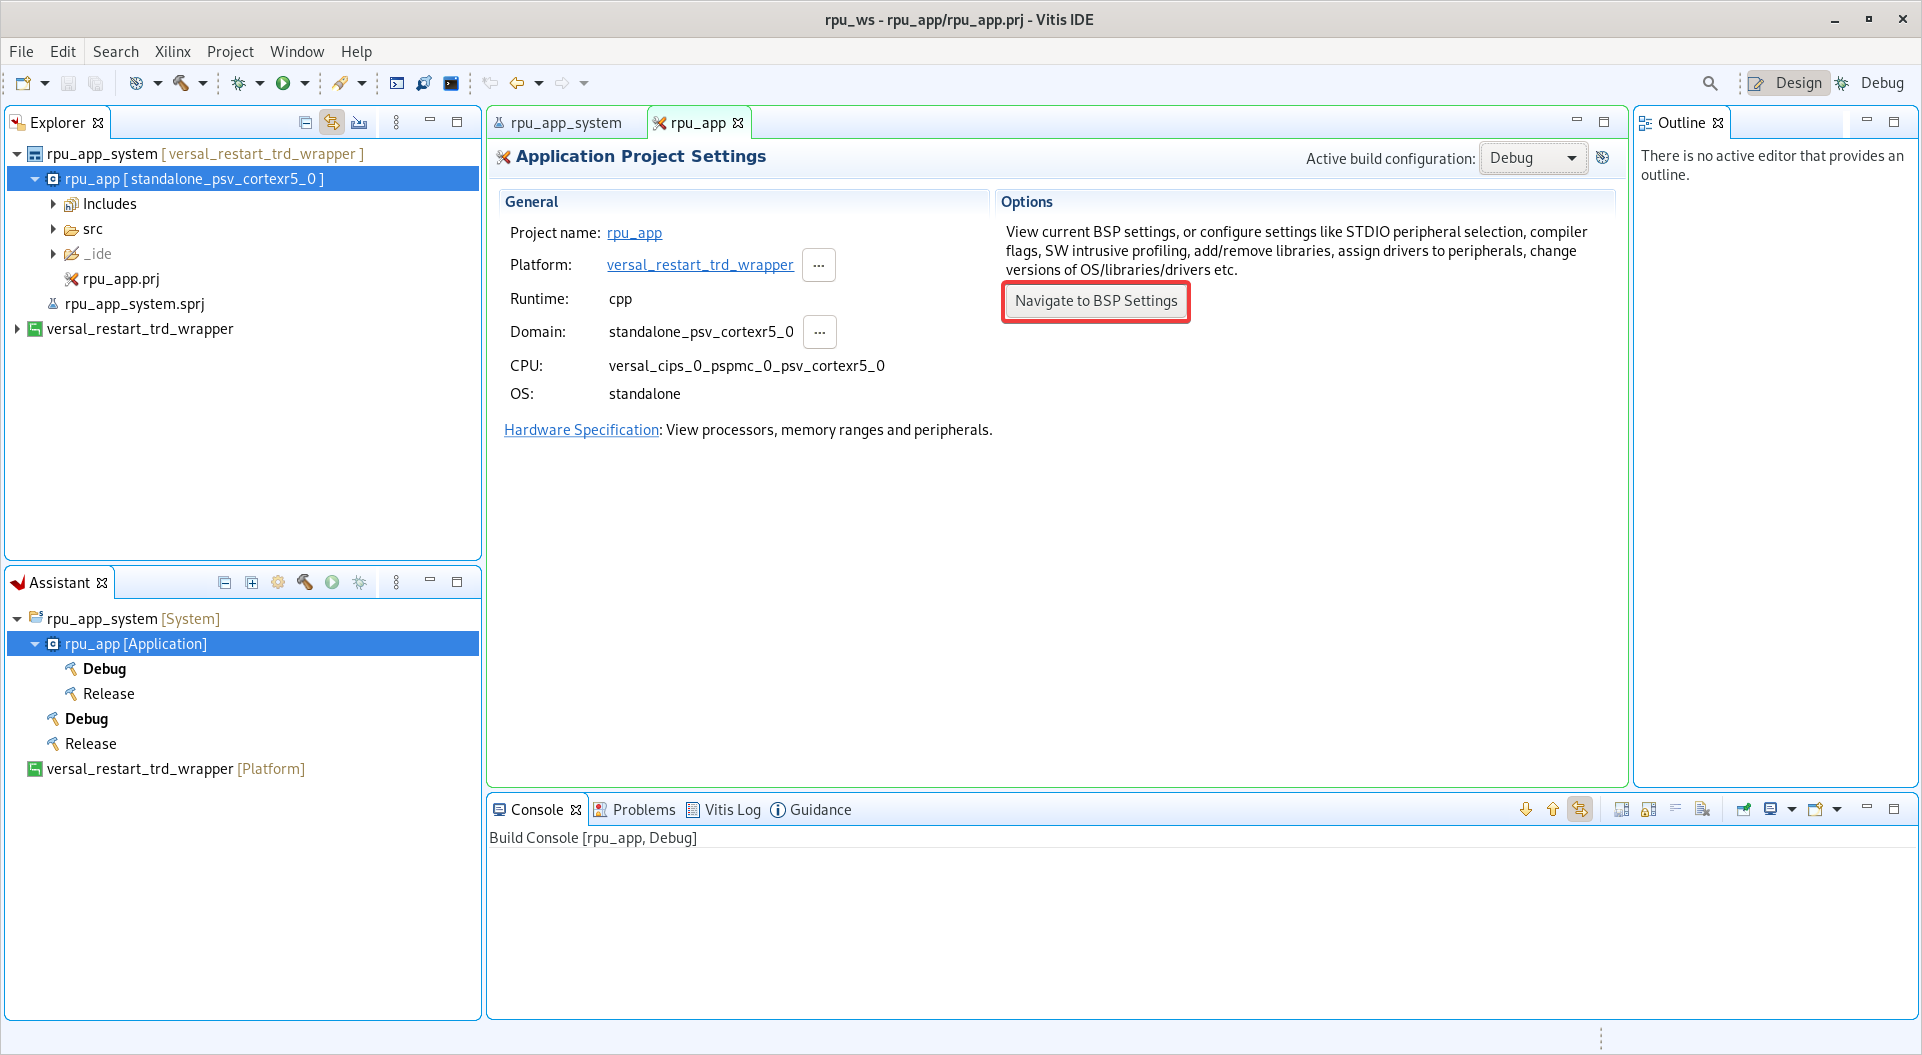 rpu_ws - rpu_app/rpu_app.prj - Vitis IDE
File Edit Search Xilinx Project Window Help
Design Debug
Explorer
rpu_app_system [ versal_restart_trd_wrapper ]
rpu_app [ standalone_psv_cortexr5_0 ]
Includes
src
_ide
rpu_app.prj
rpu_app_system.sprj
versal_restart_trd_wrapper
Assistant
rpu_app_system [System]
rpu_app [Application]
Debug
Release
Debug
Release
versal_restart_trd_wrapper [Platform]
rpu_app_system rpu_app
Application Project Settings
Active build configuration: Debug
General
Project name: rpu_app
Platform: versal_restart_trd_wrapper ...
Runtime: cpp
Domain: standalone_psv_cortexr5_0 ...
CPU: versal_cips_0_pspmc_0_psv_cortexr5_0
OS: standalone
Hardware Specification: View processors, memory ranges and peripherals.
Options
View current BSP settings, or configure settings like STDIO peripheral selection, compiler
flags, SW intrusive profiling, add/remove libraries, assign drivers to peripherals, change
versions of OS/libraries/drivers etc.
Navigate to BSP Settings
Outline
There is no active editor that provides an
outline.
Console Problems Vitis Log Guidance
Build Console [rpu_app, Debug]